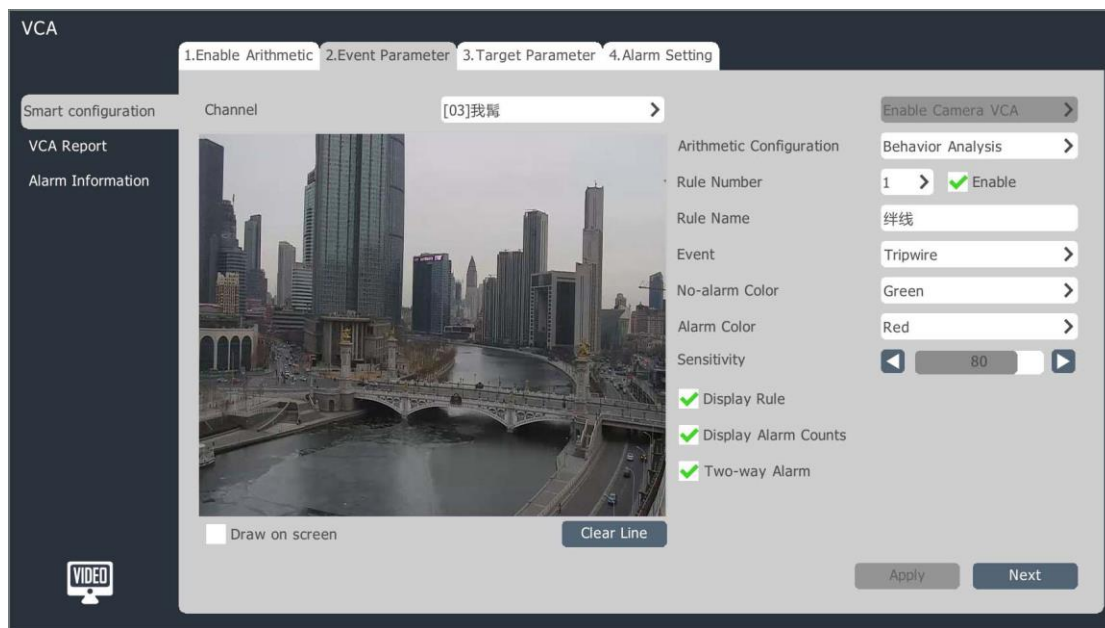 VCA
1.Enable Arithmetic 2.Event Parameter 3.Target Parameter 4.Alarm Setting
Smart configuration
VCA Report
Alarm Information
Channel [03]我髯
Enable Camera VCA
Arithmetic Configuration Behavior Analysis
Rule Number 1 Enable
Rule Name 绊线
Event Tripwire
No-alarm Color Green
Alarm Color Red
Sensitivity 80
Display Rule
Display Alarm Counts
Two-way Alarm
Draw on screen Clear Line
VIDEO
Apply Next